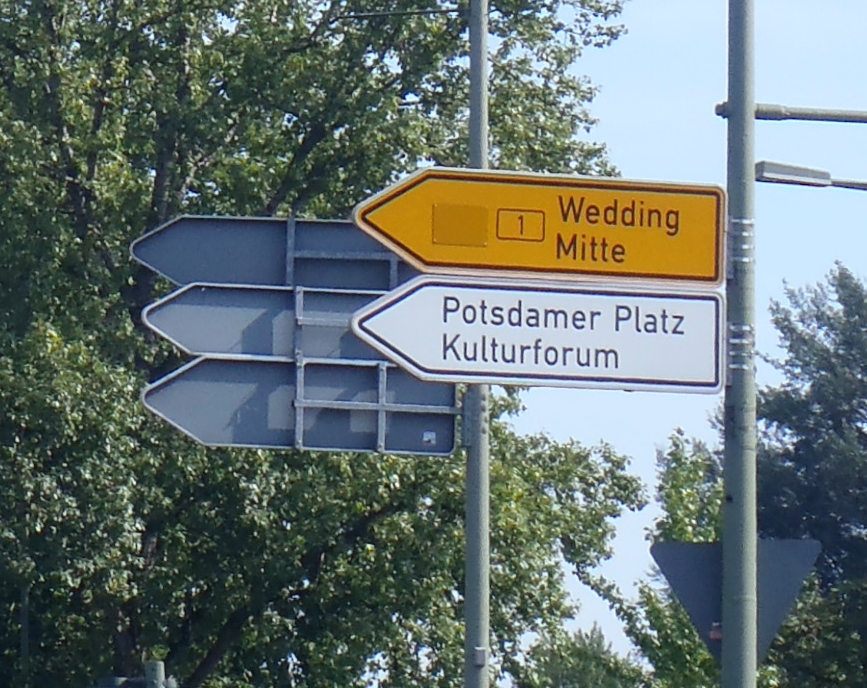 1
Wedding
Mitte
Potsdamer Platz
Kulturforum